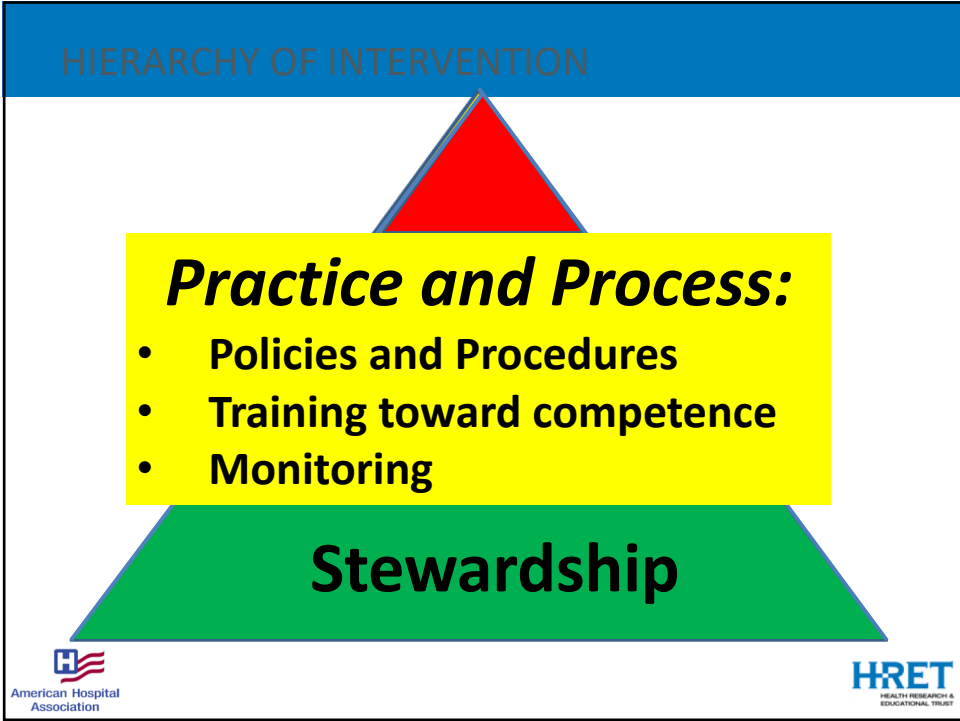 HIERARCHY OF INTERVENTION
Practice and Process:
• Policies and Procedures
• Training toward competence
• Monitoring
Stewardship
H
American Hospital
Association
HRET
HEALTH RESEARCH &
EDUCATIONAL TRUST